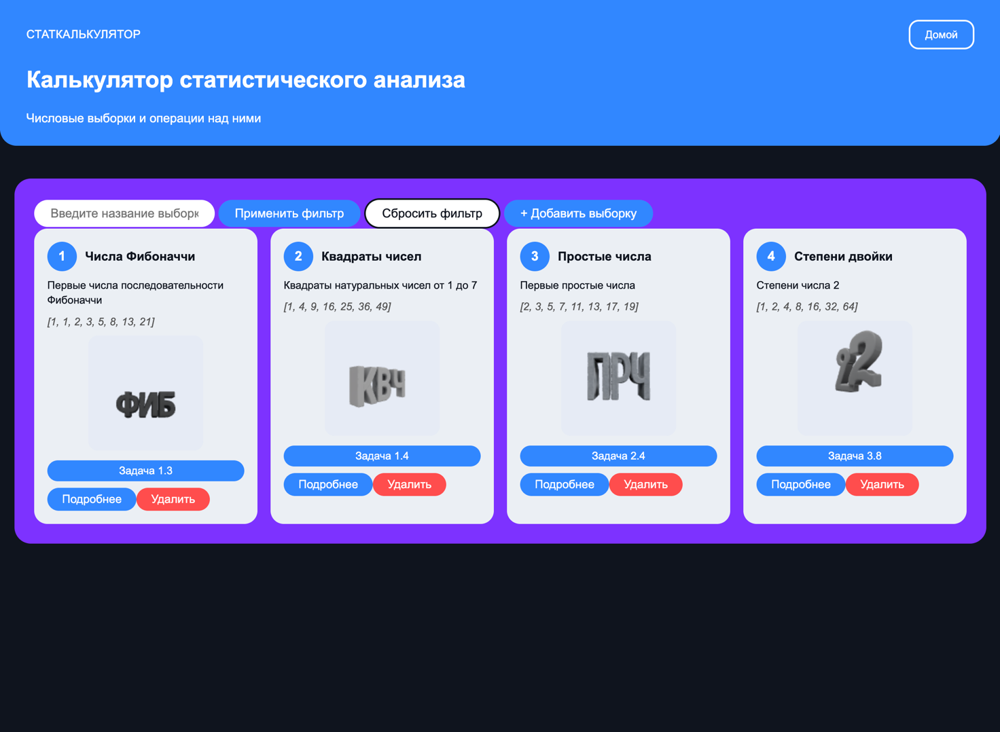 СТАТКАЛЬКУЛЯТОР
Домой
Калькулятор статистического анализа
Числовые выборки и операции над ними
Введите название выборк
Применить фильтр
Сбросить фильтр
+ Добавить выборку
1
Числа Фибоначчи
Первые числа последовательности
Фибоначчи
[1, 1, 2, 3, 5, 8, 13, 21]
ФИБ
Задача 1.3
Подробнее
Удалить
2
Квадраты чисел
Квадраты натуральных чисел от 1 до 7
[1, 4, 9, 16, 25, 36, 49]
КВЧ
Задача 1.4
Подробнее
Удалить
3
Простые числа
Первые простые числа
[2, 3, 5, 7, 11, 13, 17, 19]
ПРЧ
Задача 2.4
Подробнее
Удалить
4
Степени двойки
Степени числа 2
[1, 2, 4, 8, 16, 32, 64]
2
Задача 3.8
Подробнее
Удалить